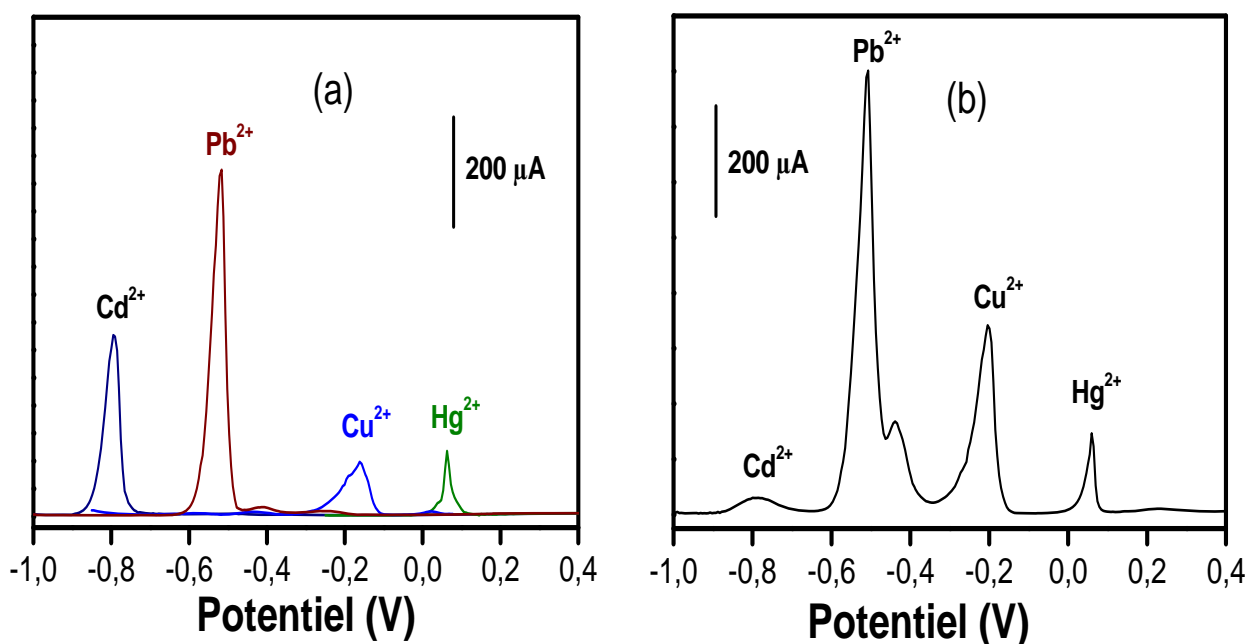 (a)
Pb²⁺
200 µA
Cd²⁺
Cu²⁺
Hg²⁺
-1,0 -0,8 -0,6 -0,4 -0,2 0,0 0,2 0,4
Potentiel (V)
Pb²⁺
(b)
200 µA
Cu²⁺
Hg²⁺
Cd²⁺
-1,0 -0,8 -0,6 -0,4 -0,2 0,0 0,2 0,4
Potentiel (V)